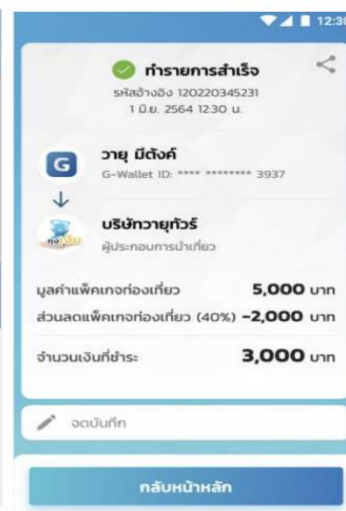 12:30
ทำรายการสำเร็จ
รหัสอ้างอิง 120220345231
1 มิ.ย. 2564 12:30 น.
G
วายุ มีตังค์
G-Wallet ID: **** ******** 3937
บริษัทวายุทัวร์
ผู้ประกอบการนำเที่ยว
มูลค่าแพ็คเกจท่องเที่ยว 5,000 บาท
ส่วนลดแพ็คเกจท่องเที่ยว (40%) -2,000 บาท
จำนวนเงินที่ชำระ 3,000 บาท
จดบันทึก
กลับหน้าหลัก